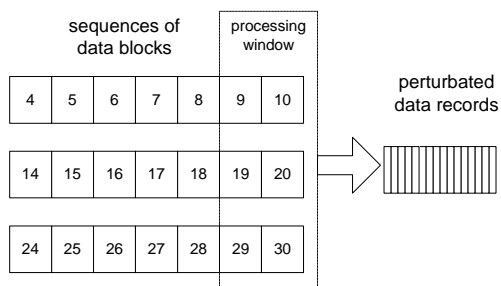 sequences of
data blocks
processing
window
4 5 6 7 8 9 10
perturbated
data records
14 15 16 17 18 19 20
24 25 26 27 28 29 30